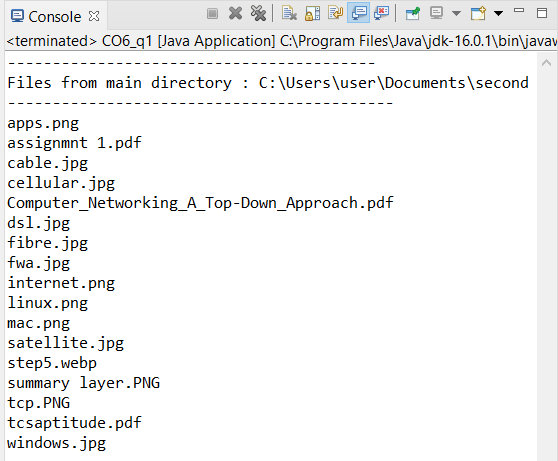 Console
<terminated> CO6_q1 [Java Application] C:\Program Files\Java\jdk-16.0.1\bin\javaw
-----------------------------------------
Files from main directory : C:\Users\user\Documents\second
-------------------------------------------
apps.png
assignmnt 1.pdf
cable.jpg
cellular.jpg
Computer_Networking_A_Top-Down_Approach.pdf
dsl.jpg
fibre.jpg
fwa.jpg
internet.png
linux.png
mac.png
satellite.jpg
step5.webp
summary layer.PNG
tcp.PNG
tcsaptitude.pdf
windows.jpg